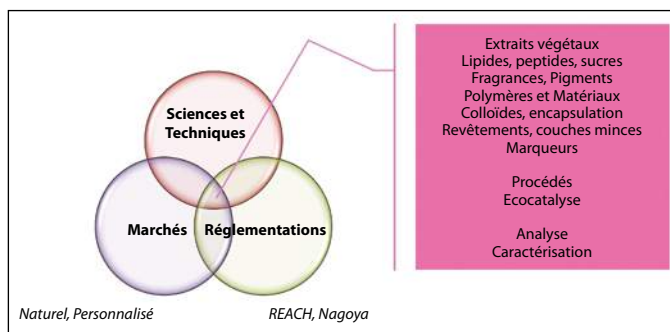 Sciences et
Techniques
Marchés
Réglementations
Naturel, Personnalisé
REACH, Nagoya
Extraits végétaux
Lipides, peptides, sucres
Fragrances, Pigments
Polymères et Matériaux
Colloïdes, encapsulation
Revêtements, couches minces
Marqueurs
Procédés
Ecocatalyse
Analyse
Caractérisation